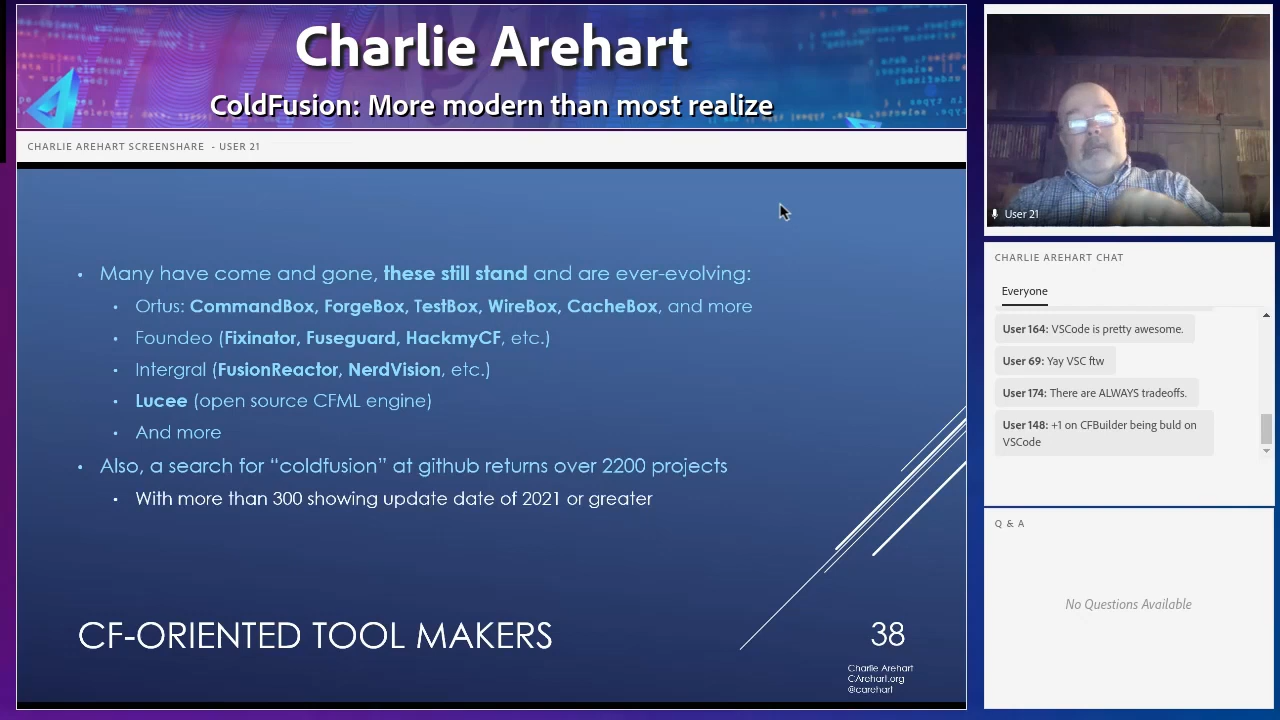 Charlie Arehart
ColdFusion: More modern than most realize
CHARLIE AREHART SCREENSHARE - USER 21
• Many have come and gone, these still stand and are ever-evolving:
• Ortus: CommandBox, ForgeBox, TestBox, WireBox, CacheBox, and more
• Foundeo (Fixinator, Fuseguard, HackmyCF, etc.)
• Intergral (FusionReactor, NerdVision, etc.)
• Lucee (open source CFML engine)
• And more
• Also, a search for “coldfusion” at github returns over 2200 projects
• With more than 300 showing update date of 2021 or greater
CF-ORIENTED TOOL MAKERS
38
Charlie Arehart
CArehart.org
@carehart
User 21
CHARLIE AREHART CHAT
Everyone
User 164: VSCode is pretty awesome.
User 69: Yay VSC ftw
User 174: There are ALWAYS tradeoffs.
User 148: +1 on CFBuilder being buld on
VSCode
Q & A
No Questions Available